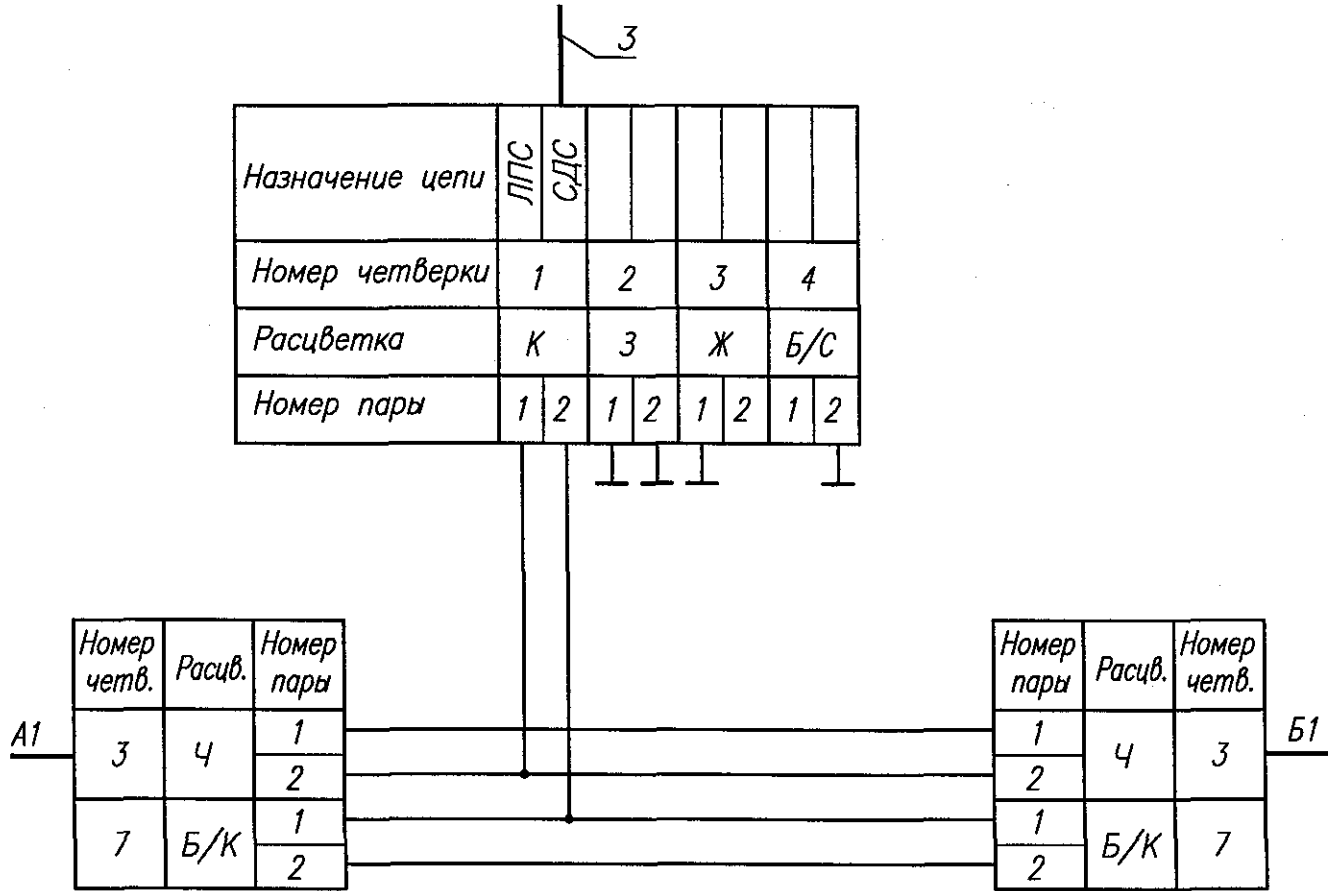 3
Назначение цепи ЛПС СДС
Номер четверки 1 2 3 4
Расцветка К З Ж Б/С
Номер пары 1 2 1 2 1 2 1 2
Номер четв. Расцв. Номер пары
А1
3 Ч 1
2
7 Б/К 1
2
Номер пары Расцв. Номер четв.
1 Ч 3
2
1 Б/К 7
2
Б1